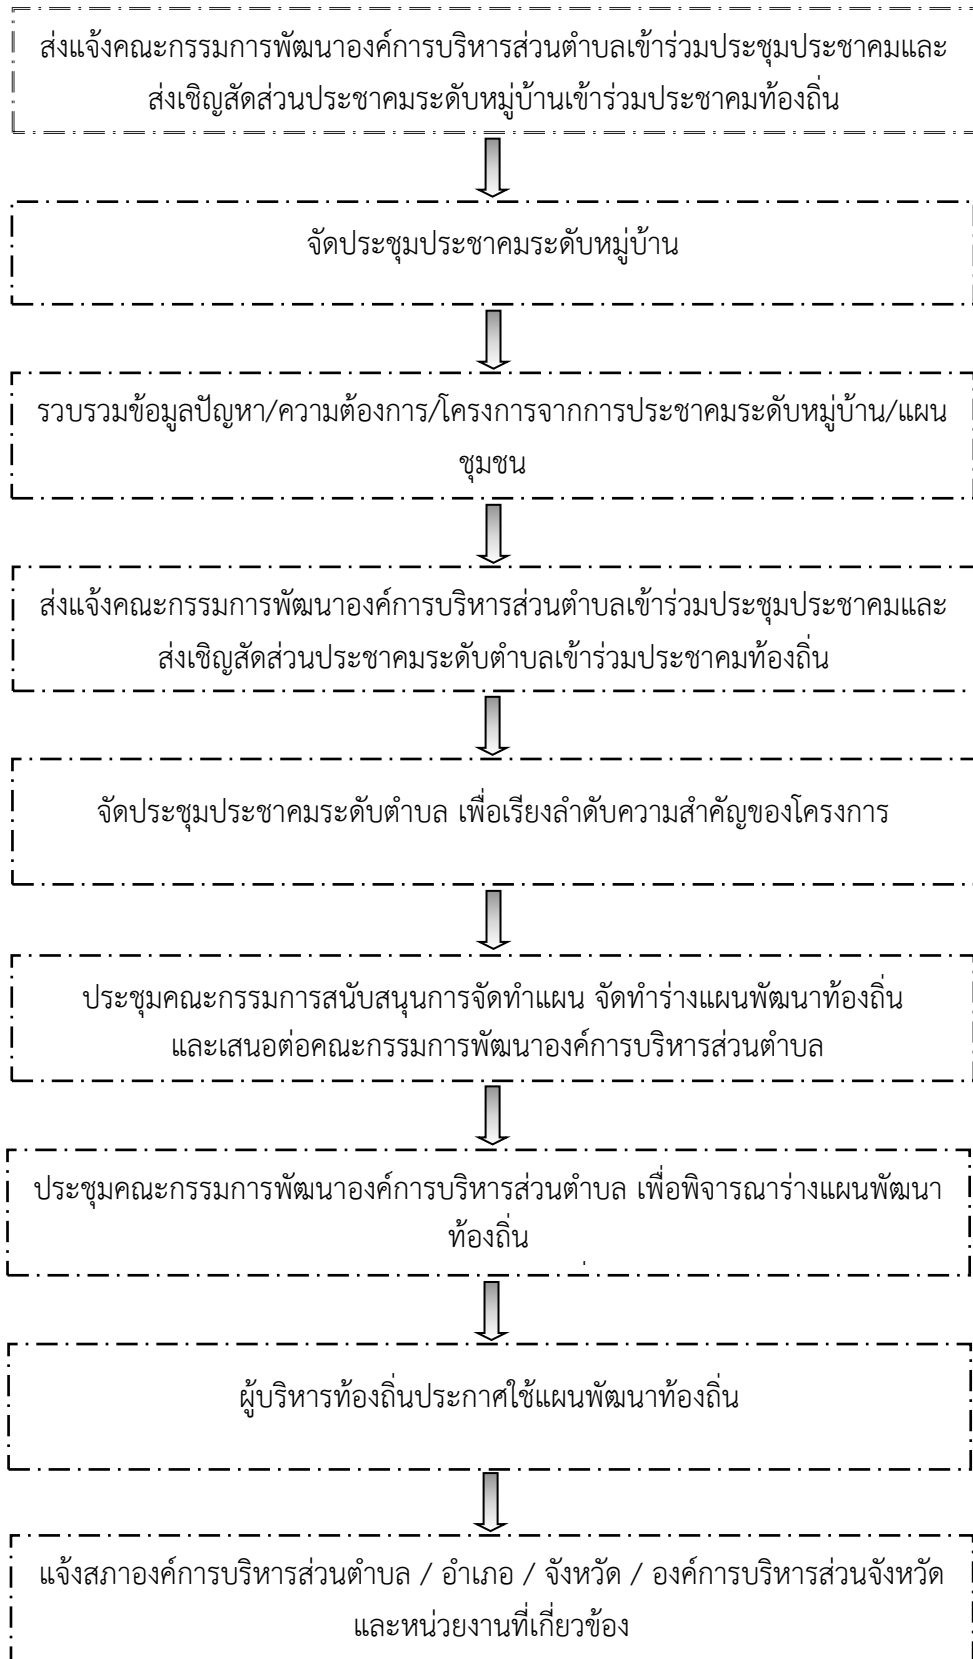 ส่งแจ้งคณะกรรมการพัฒนาองค์การบริหารส่วนตำบลเข้าร่วมประชุมประชาคมและ
ส่งเชิญสัดส่วนประชาคมระดับหมู่บ้านเข้าร่วมประชาคมท้องถิ่น
จัดประชุมประชาคมระดับหมู่บ้าน
รวบรวมข้อมูลปัญหา/ความต้องการ/โครงการจากการประชาคมระดับหมู่บ้าน/แผน
ชุมชน
ส่งแจ้งคณะกรรมการพัฒนาองค์การบริหารส่วนตำบลเข้าร่วมประชุมประชาคมและ
ส่งเชิญสัดส่วนประชาคมระดับตำบลเข้าร่วมประชาคมท้องถิ่น
จัดประชุมประชาคมระดับตำบล เพื่อเรียงลำดับความสำคัญของโครงการ
ประชุมคณะกรรมการสนับสนุนการจัดทำแผน จัดทำร่างแผนพัฒนาท้องถิ่น
และเสนอต่อคณะกรรมการพัฒนาองค์การบริหารส่วนตำบล
ประชุมคณะกรรมการพัฒนาองค์การบริหารส่วนตำบล เพื่อพิจารณาร่างแผนพัฒนา
ท้องถิ่น
ผู้บริหารท้องถิ่นประกาศใช้แผนพัฒนาท้องถิ่น
แจ้งสภาองค์การบริหารส่วนตำบล / อำเภอ / จังหวัด / องค์การบริหารส่วนจังหวัด
และหน่วยงานที่เกี่ยวข้อง